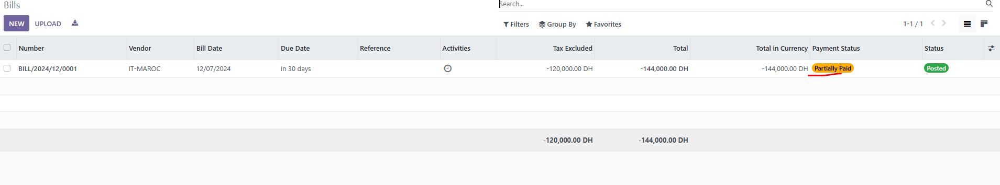 Bills
Search...
NEW UPLOAD
Filters Group By Favorites
1-1 / 1
Number Vendor Bill Date Due Date Reference Activities Tax Excluded Total Total in Currency Payment Status Status
BILL/2024/12/0001 IT-MAROC 12/07/2024 In 30 days -120,000.00 DH -144,000.00 DH -144,000.00 DH Partially Paid Posted
-120,000.00 DH -144,000.00 DH